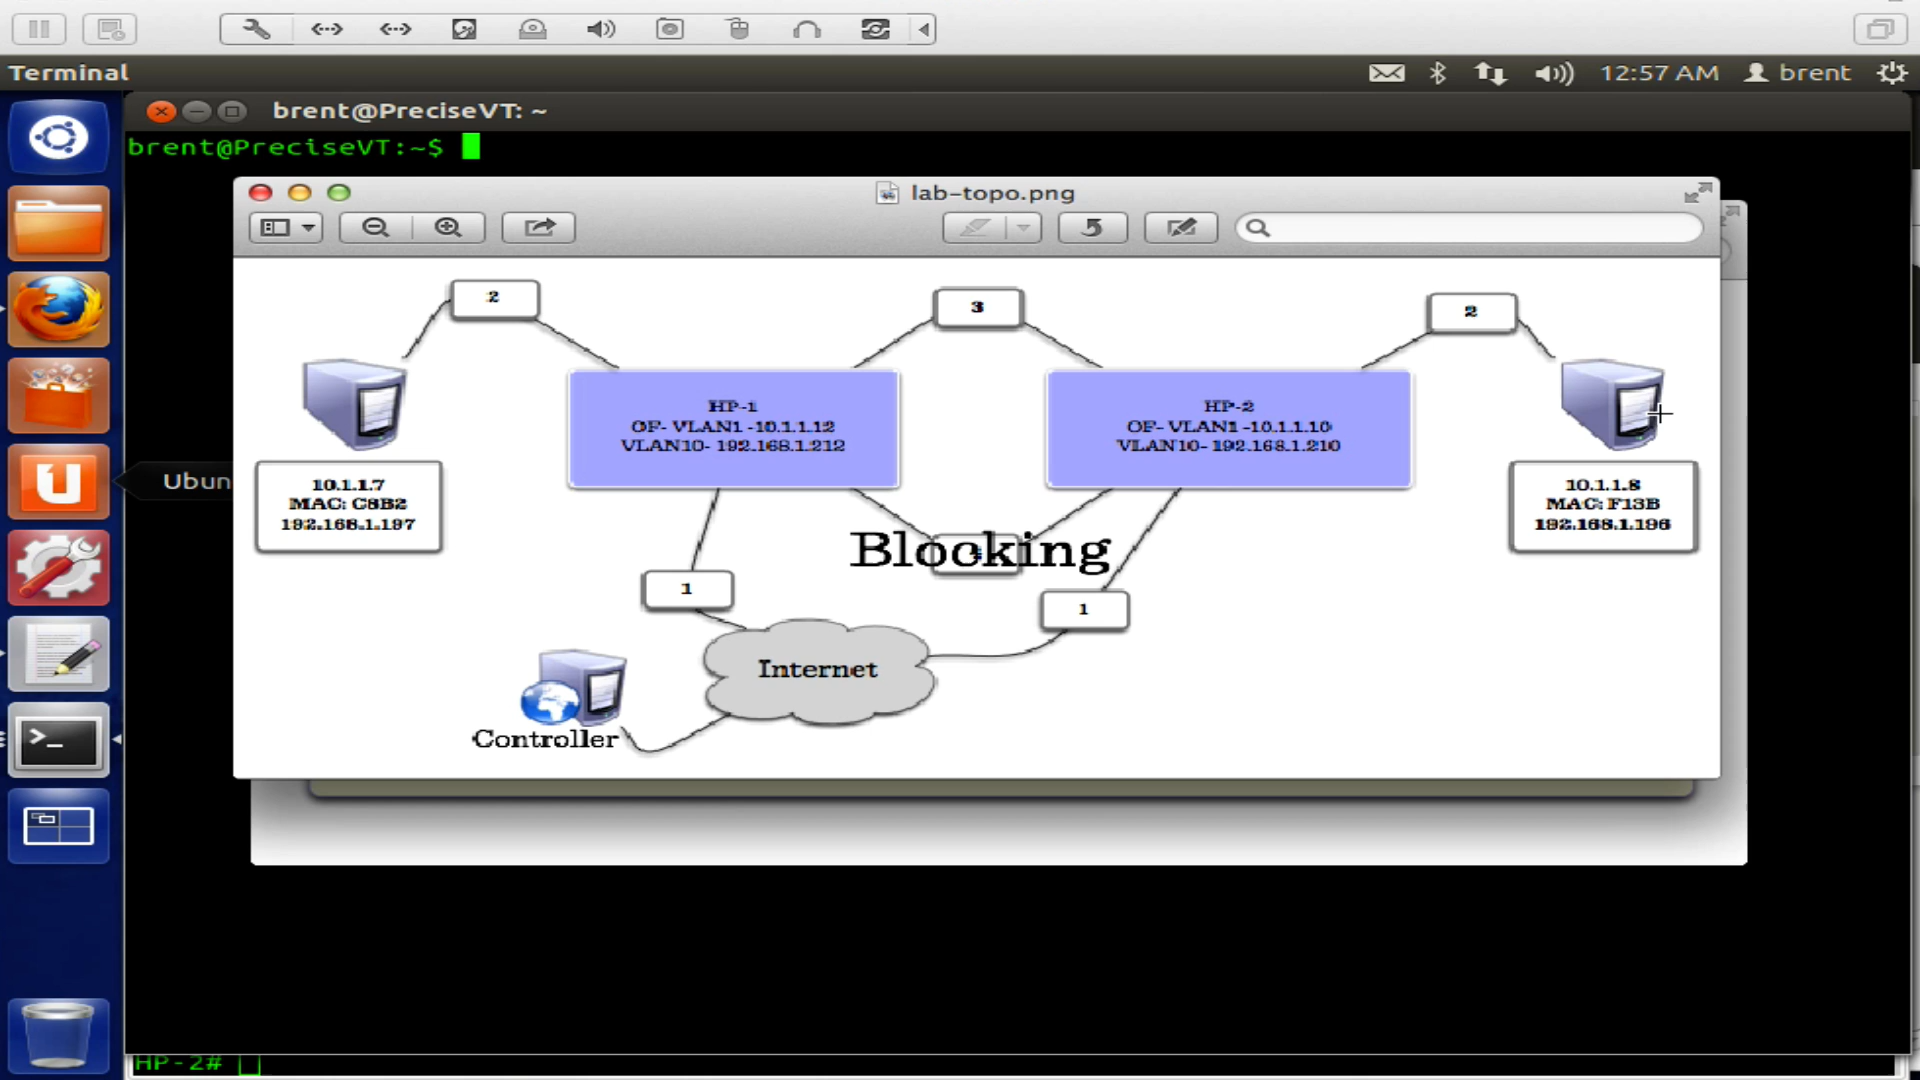 Terminal
12:57 AM
brent
brent@PreciseVT: ~
brent@PreciseVT:~$
lab-topo.png
2
3
2
HP-1
OF- VLAN1 -10.1.1.12
VLAN10- 192.168.1.212
HP-2
OF- VLAN1 -10.1.1.10
VLAN10- 192.168.1.210
Ubun
10.1.1.7
MAC: C8B2
192.168.1.197
10.1.1.8
MAC: F13B
192.168.1.196
Blocking
1
1
Internet
Controller
HP-2#